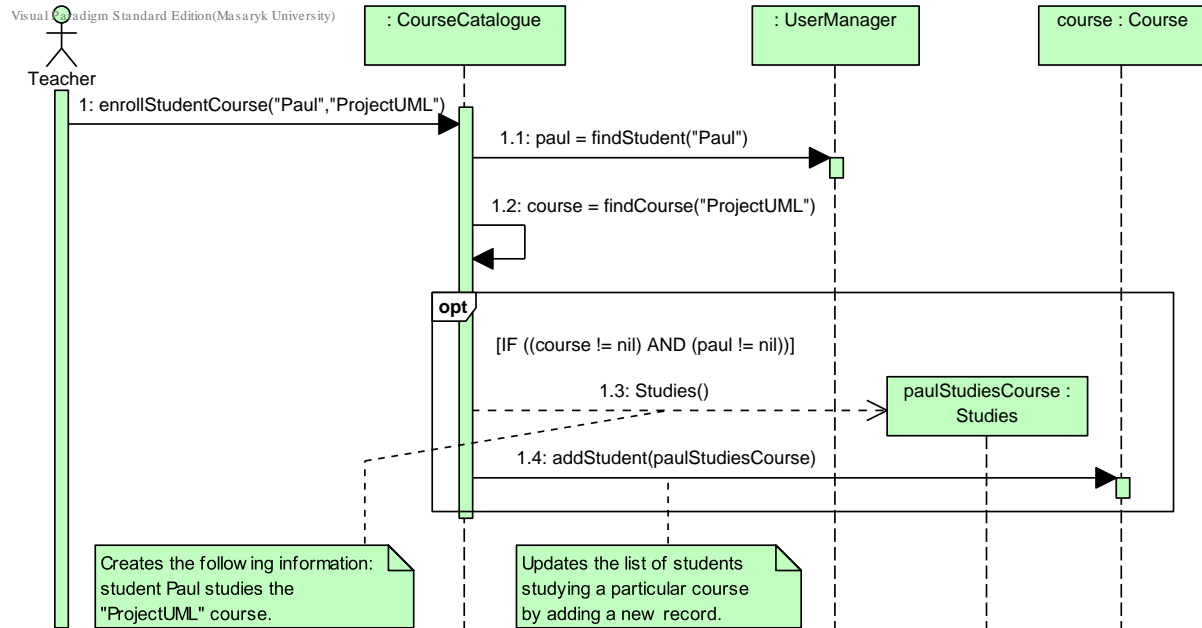 Visual Paradigm Standard Edition(Masaryk University)
: CourseCatalogue
: UserManager
course : Course
Teacher
1: enrollStudentCourse("Paul","ProjectUML")
1.1: paul = findStudent("Paul")
1.2: course = findCourse("ProjectUML")
opt
[IF ((course != nil) AND (paul != nil))]
1.3: Studies()
paulStudiesCourse :
Studies
1.4: addStudent(paulStudiesCourse)
Creates the following information:
student Paul studies the
"ProjectUML" course.
Updates the list of students
studying a particular course
by adding a new record.